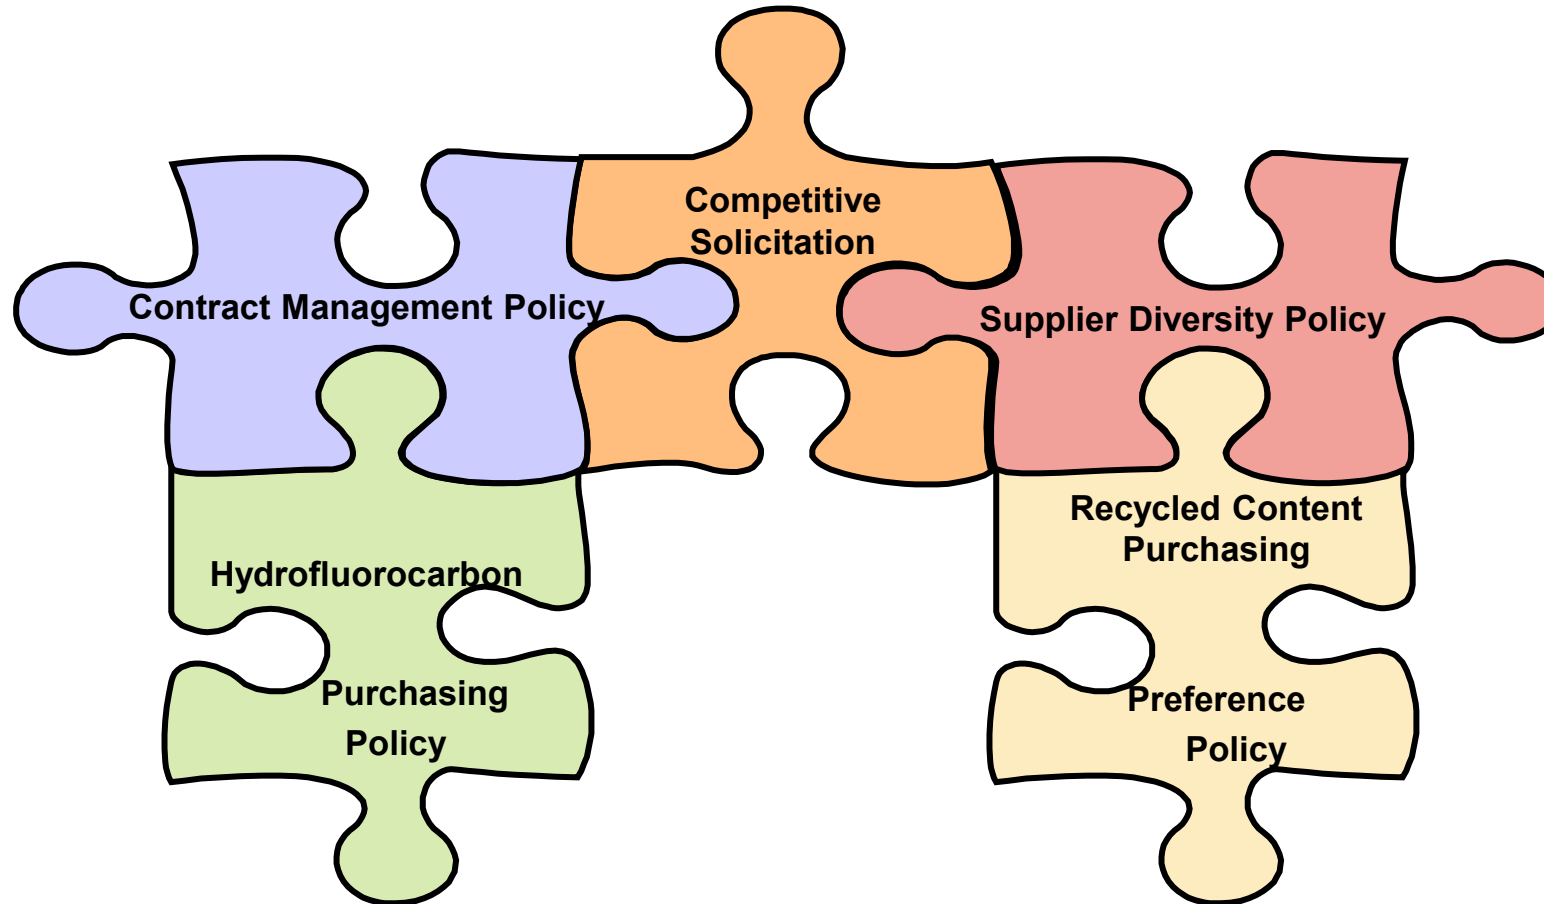 Competitive
Solicitation
Contract Management Policy
Supplier Diversity Policy
Hydrofluorocarbon
Purchasing
Policy
Recycled Content
Purchasing
Preference
Policy